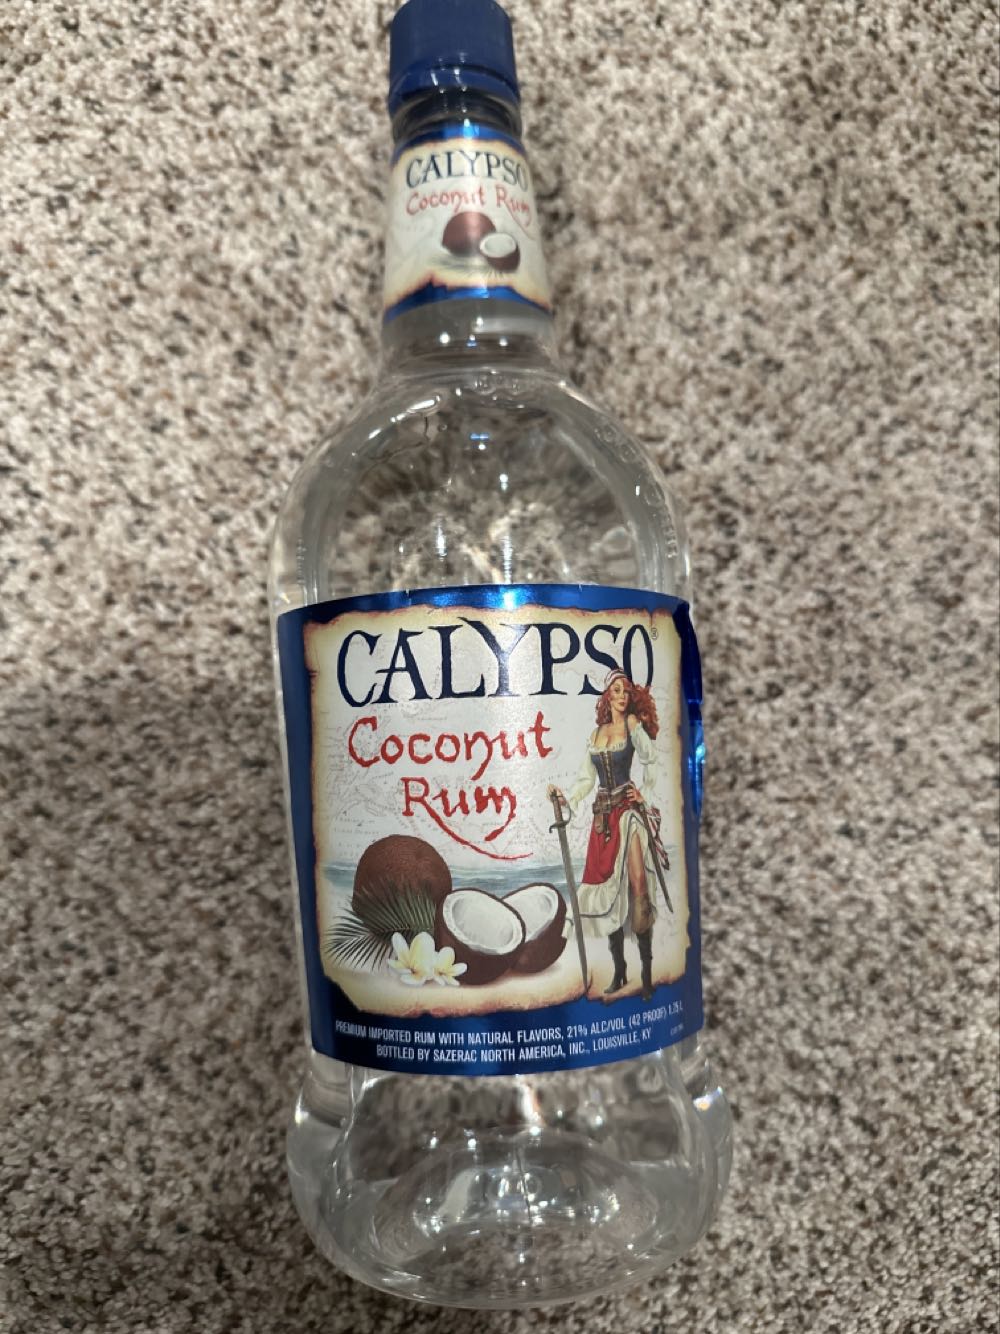 CALYPSO
Coconut Rum
CALYPSO®
Coconut
Rum
PREMIUM IMPORTED RUM WITH NATURAL FLAVORS, 21% ALC/VOL (42 PROOF) 1.75 L
BOTTLED BY SAZERAC NORTH AMERICA, INC., LOUISVILLE, KY